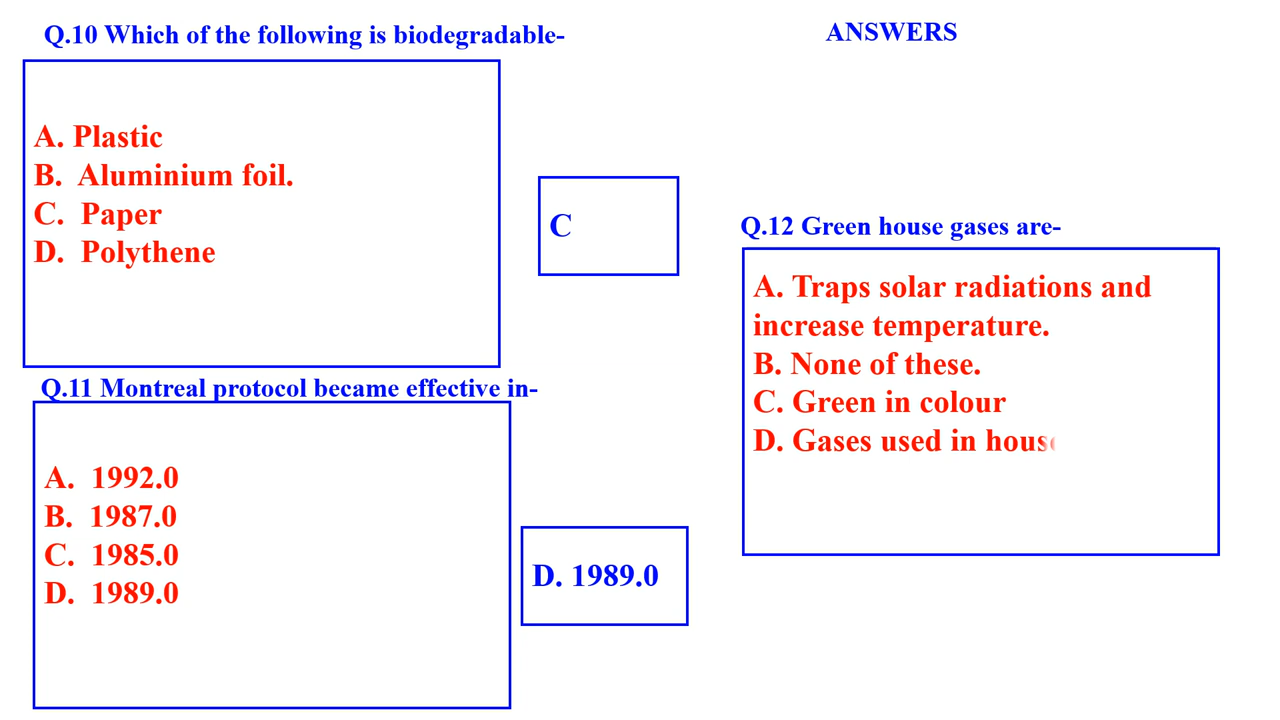 Q.10 Which of the following is biodegradable-
ANSWERS
A. Plastic
B. Aluminium foil.
C. Paper
D. Polythene
C
Q.11 Montreal protocol became effective in-
A. 1992.0
B. 1987.0
C. 1985.0
D. 1989.0
D. 1989.0
Q.12 Green house gases are-
A. Traps solar radiations and
increase temperature.
B. None of these.
C. Green in colour
D. Gases used in